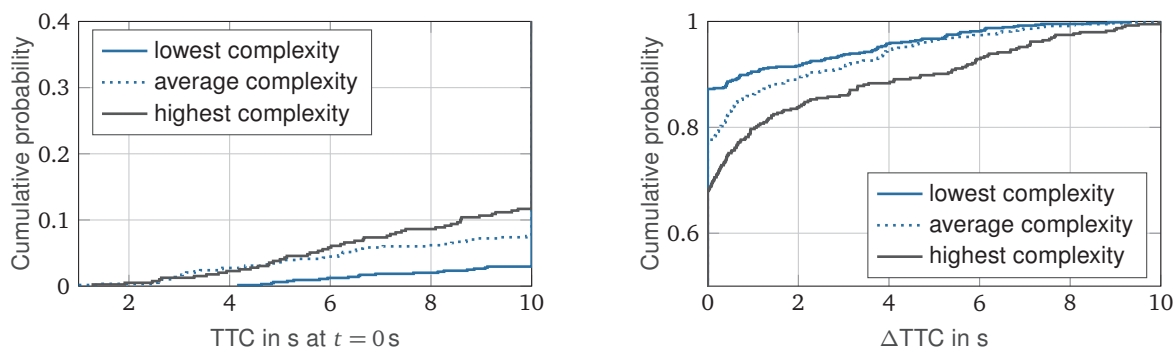 0.4
0.3
0.2
0.1
0
2
4
6
8
10
Cumulative probability
TTC in s at t = 0 s
lowest complexity
average complexity
highest complexity
1
0.8
0.6
0
2
4
6
8
10
Cumulative probability
ΔTTC in s
lowest complexity
average complexity
highest complexity